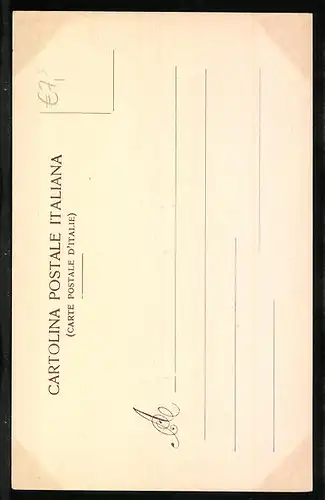 CARTOLINA POSTALE ITALIANA
(CARTE POSTALE D'ITALIE)
A